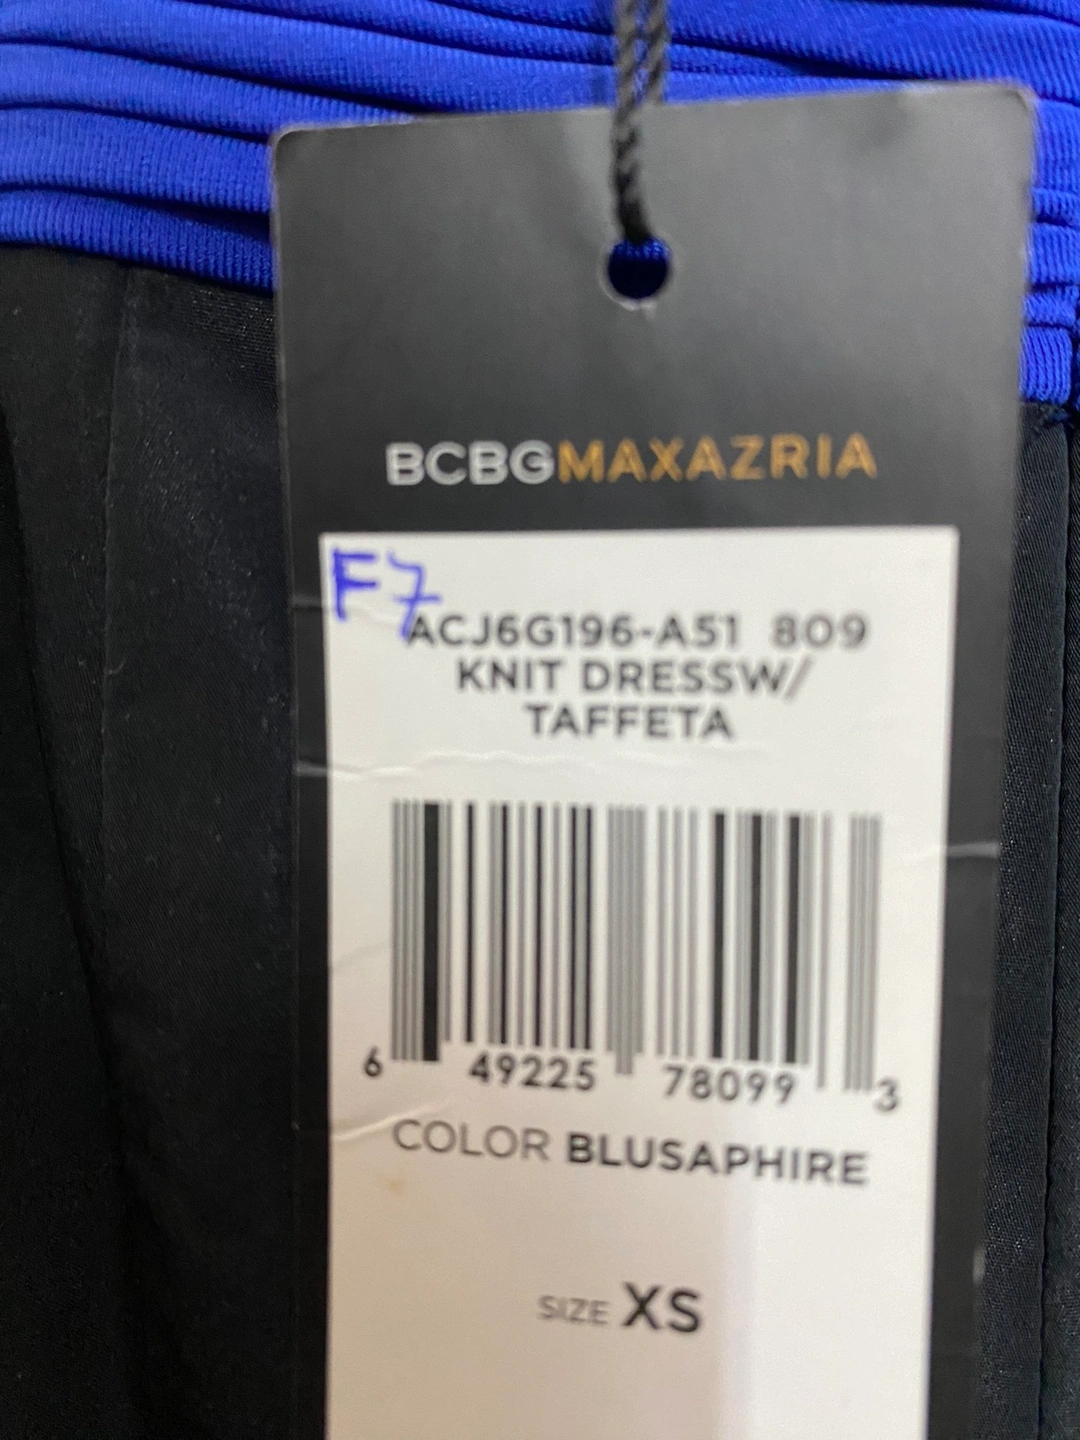 BCBGMAXAZRIA
F7
ACJ6G196-A51 809
KNIT DRESSW/
TAFFETA
6 49225 78099 3
COLOR BLUSAPHIRE
SIZE XS